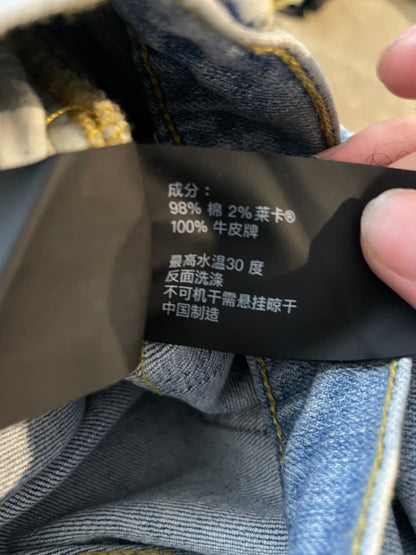 成分：
98% 棉 2% 莱卡®
100% 牛皮牌
最高水温30 度
反面洗涤
不可机干需悬挂晾干
中国制造